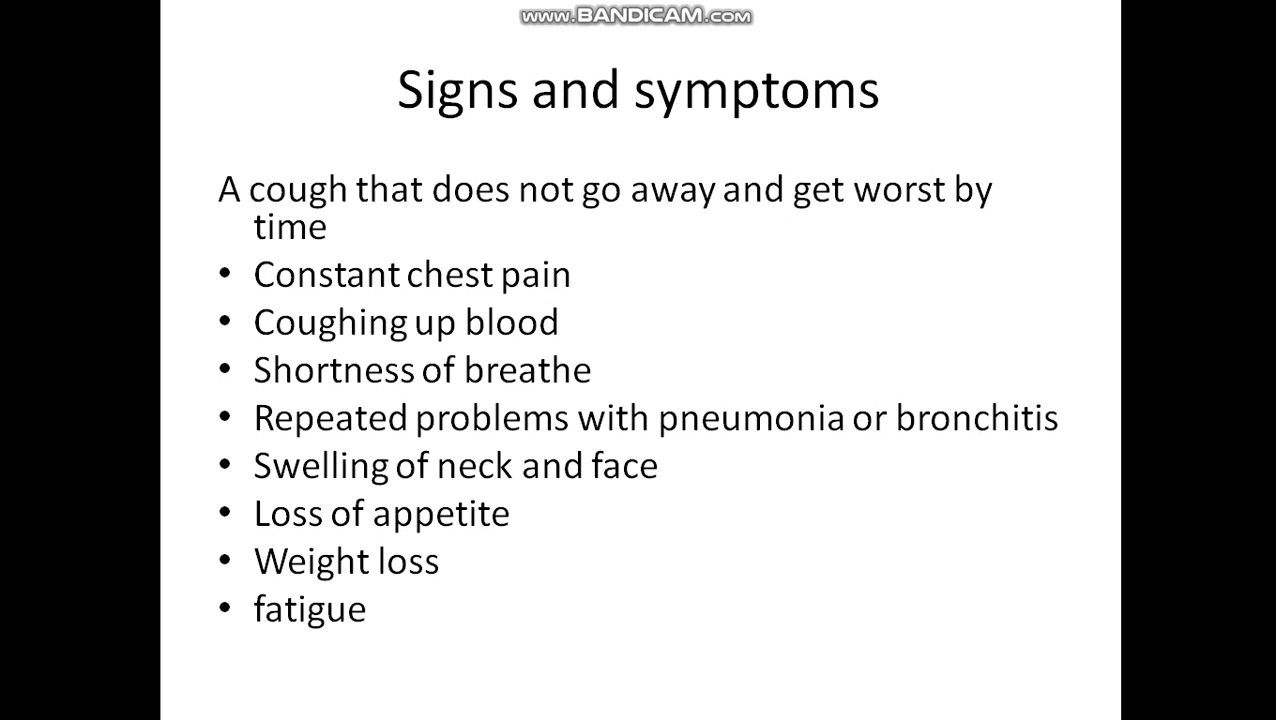 www.BANDICAM.com
Signs and symptoms
A cough that does not go away and get worst by
time
• Constant chest pain
• Coughing up blood
• Shortness of breathe
• Repeated problems with pneumonia or bronchitis
• Swelling of neck and face
• Loss of appetite
• Weight loss
• fatigue